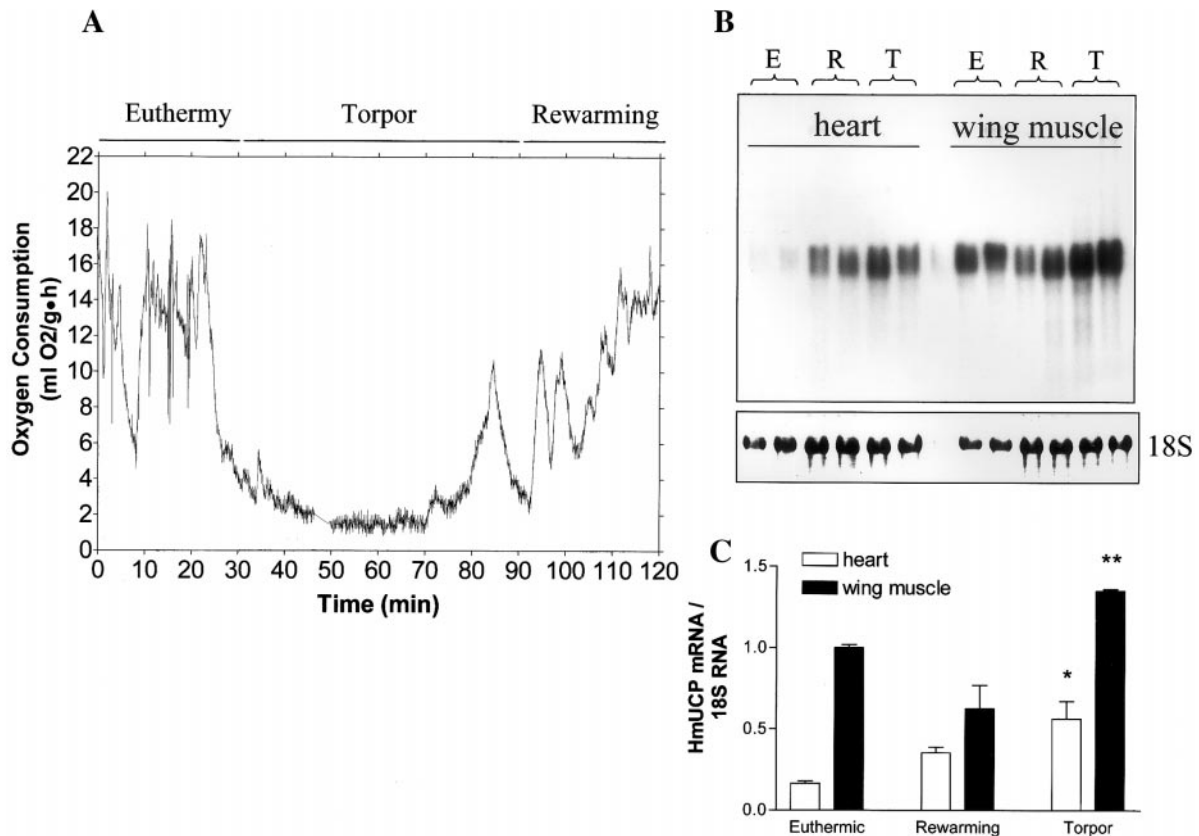 A
Euthermy Torpor Rewarming
22
20
18
16
14
12
10
8
6
4
2
0
Oxygen Consumption
(ml O2/g•h)
0 10 20 30 40 50 60 70 80 90 100 110 120
Time (min)
B
E R T E R T
heart wing muscle
18S
C
heart
wing muscle
1.5
1.0
0.5
0.0
HmUCP mRNA /
18S RNA
* **
Euthermic Rewarming Torpor